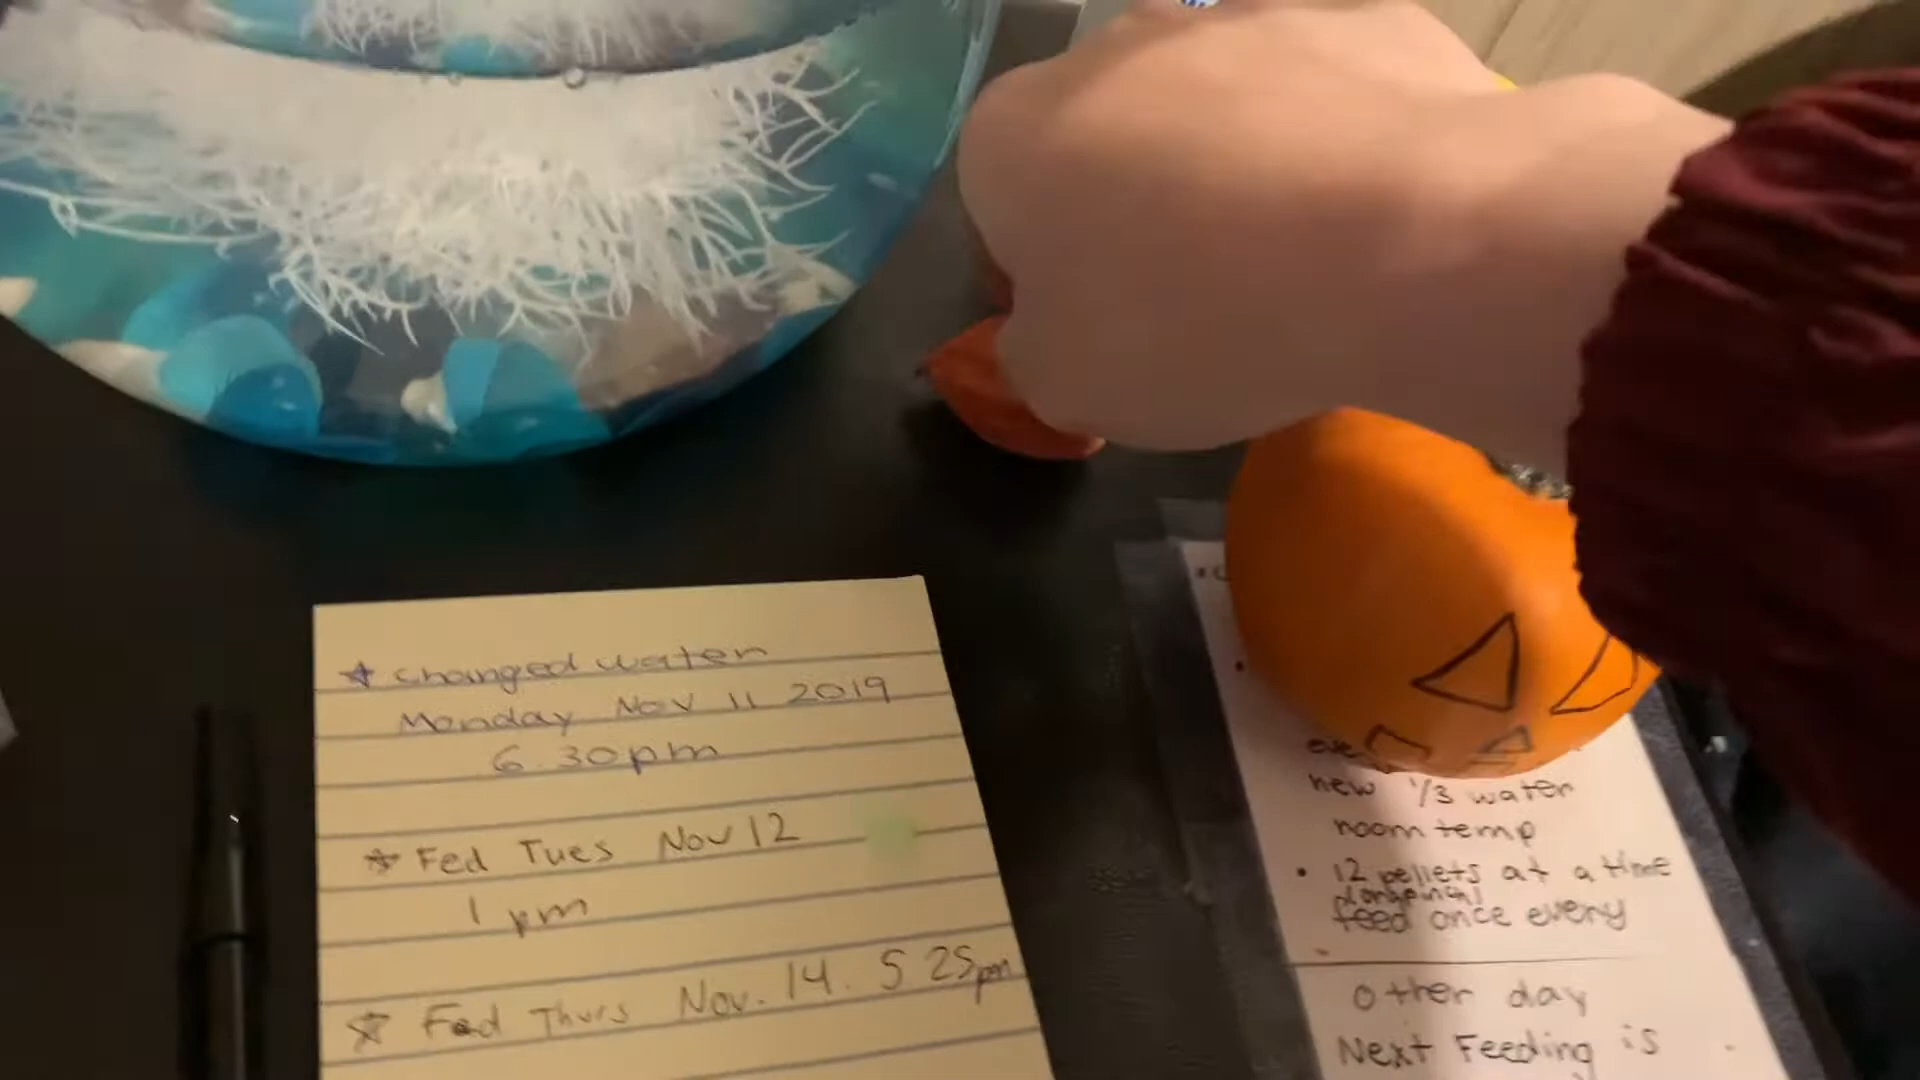 changed water
Monday Nov 11 2019
6.30pm
Fed Tues Nov 12
1 pm
Fed Thurs Nov. 14. 5 25pm
new 1/3 water
room temp
• 12 pellets at a time
feed once every
other day
Next Feeding is